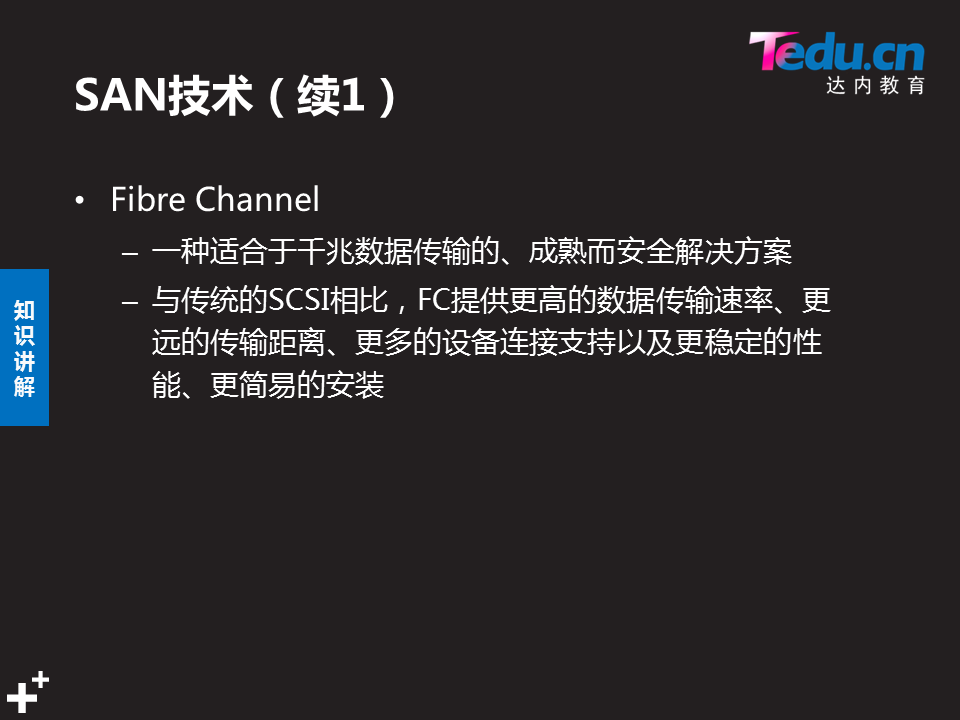 Tedu.cn
达内教育
SAN技术（续1）
• Fibre Channel
– 一种适合于千兆数据传输的、成熟而安全解决方案
– 与传统的SCSI相比，FC提供更高的数据传输速率、更
远的传输距离、更多的设备连接支持以及更稳定的性
能、更简易的安装
知
识
讲
解